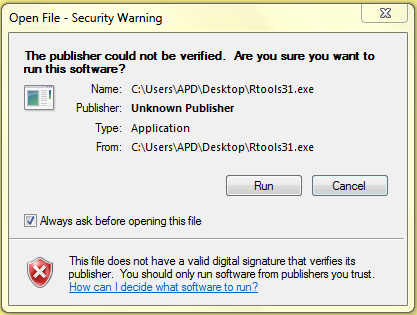 Open File - Security Warning
The publisher could not be verified. Are you sure you want to
run this software?
Name: C:\Users\APD\Desktop\Rtools31.exe
Publisher: Unknown Publisher
Type: Application
From: C:\Users\APD\Desktop\Rtools31.exe
Run Cancel
Always ask before opening this file
This file does not have a valid digital signature that verifies its
publisher. You should only run software from publishers you trust.
How can I decide what software to run?